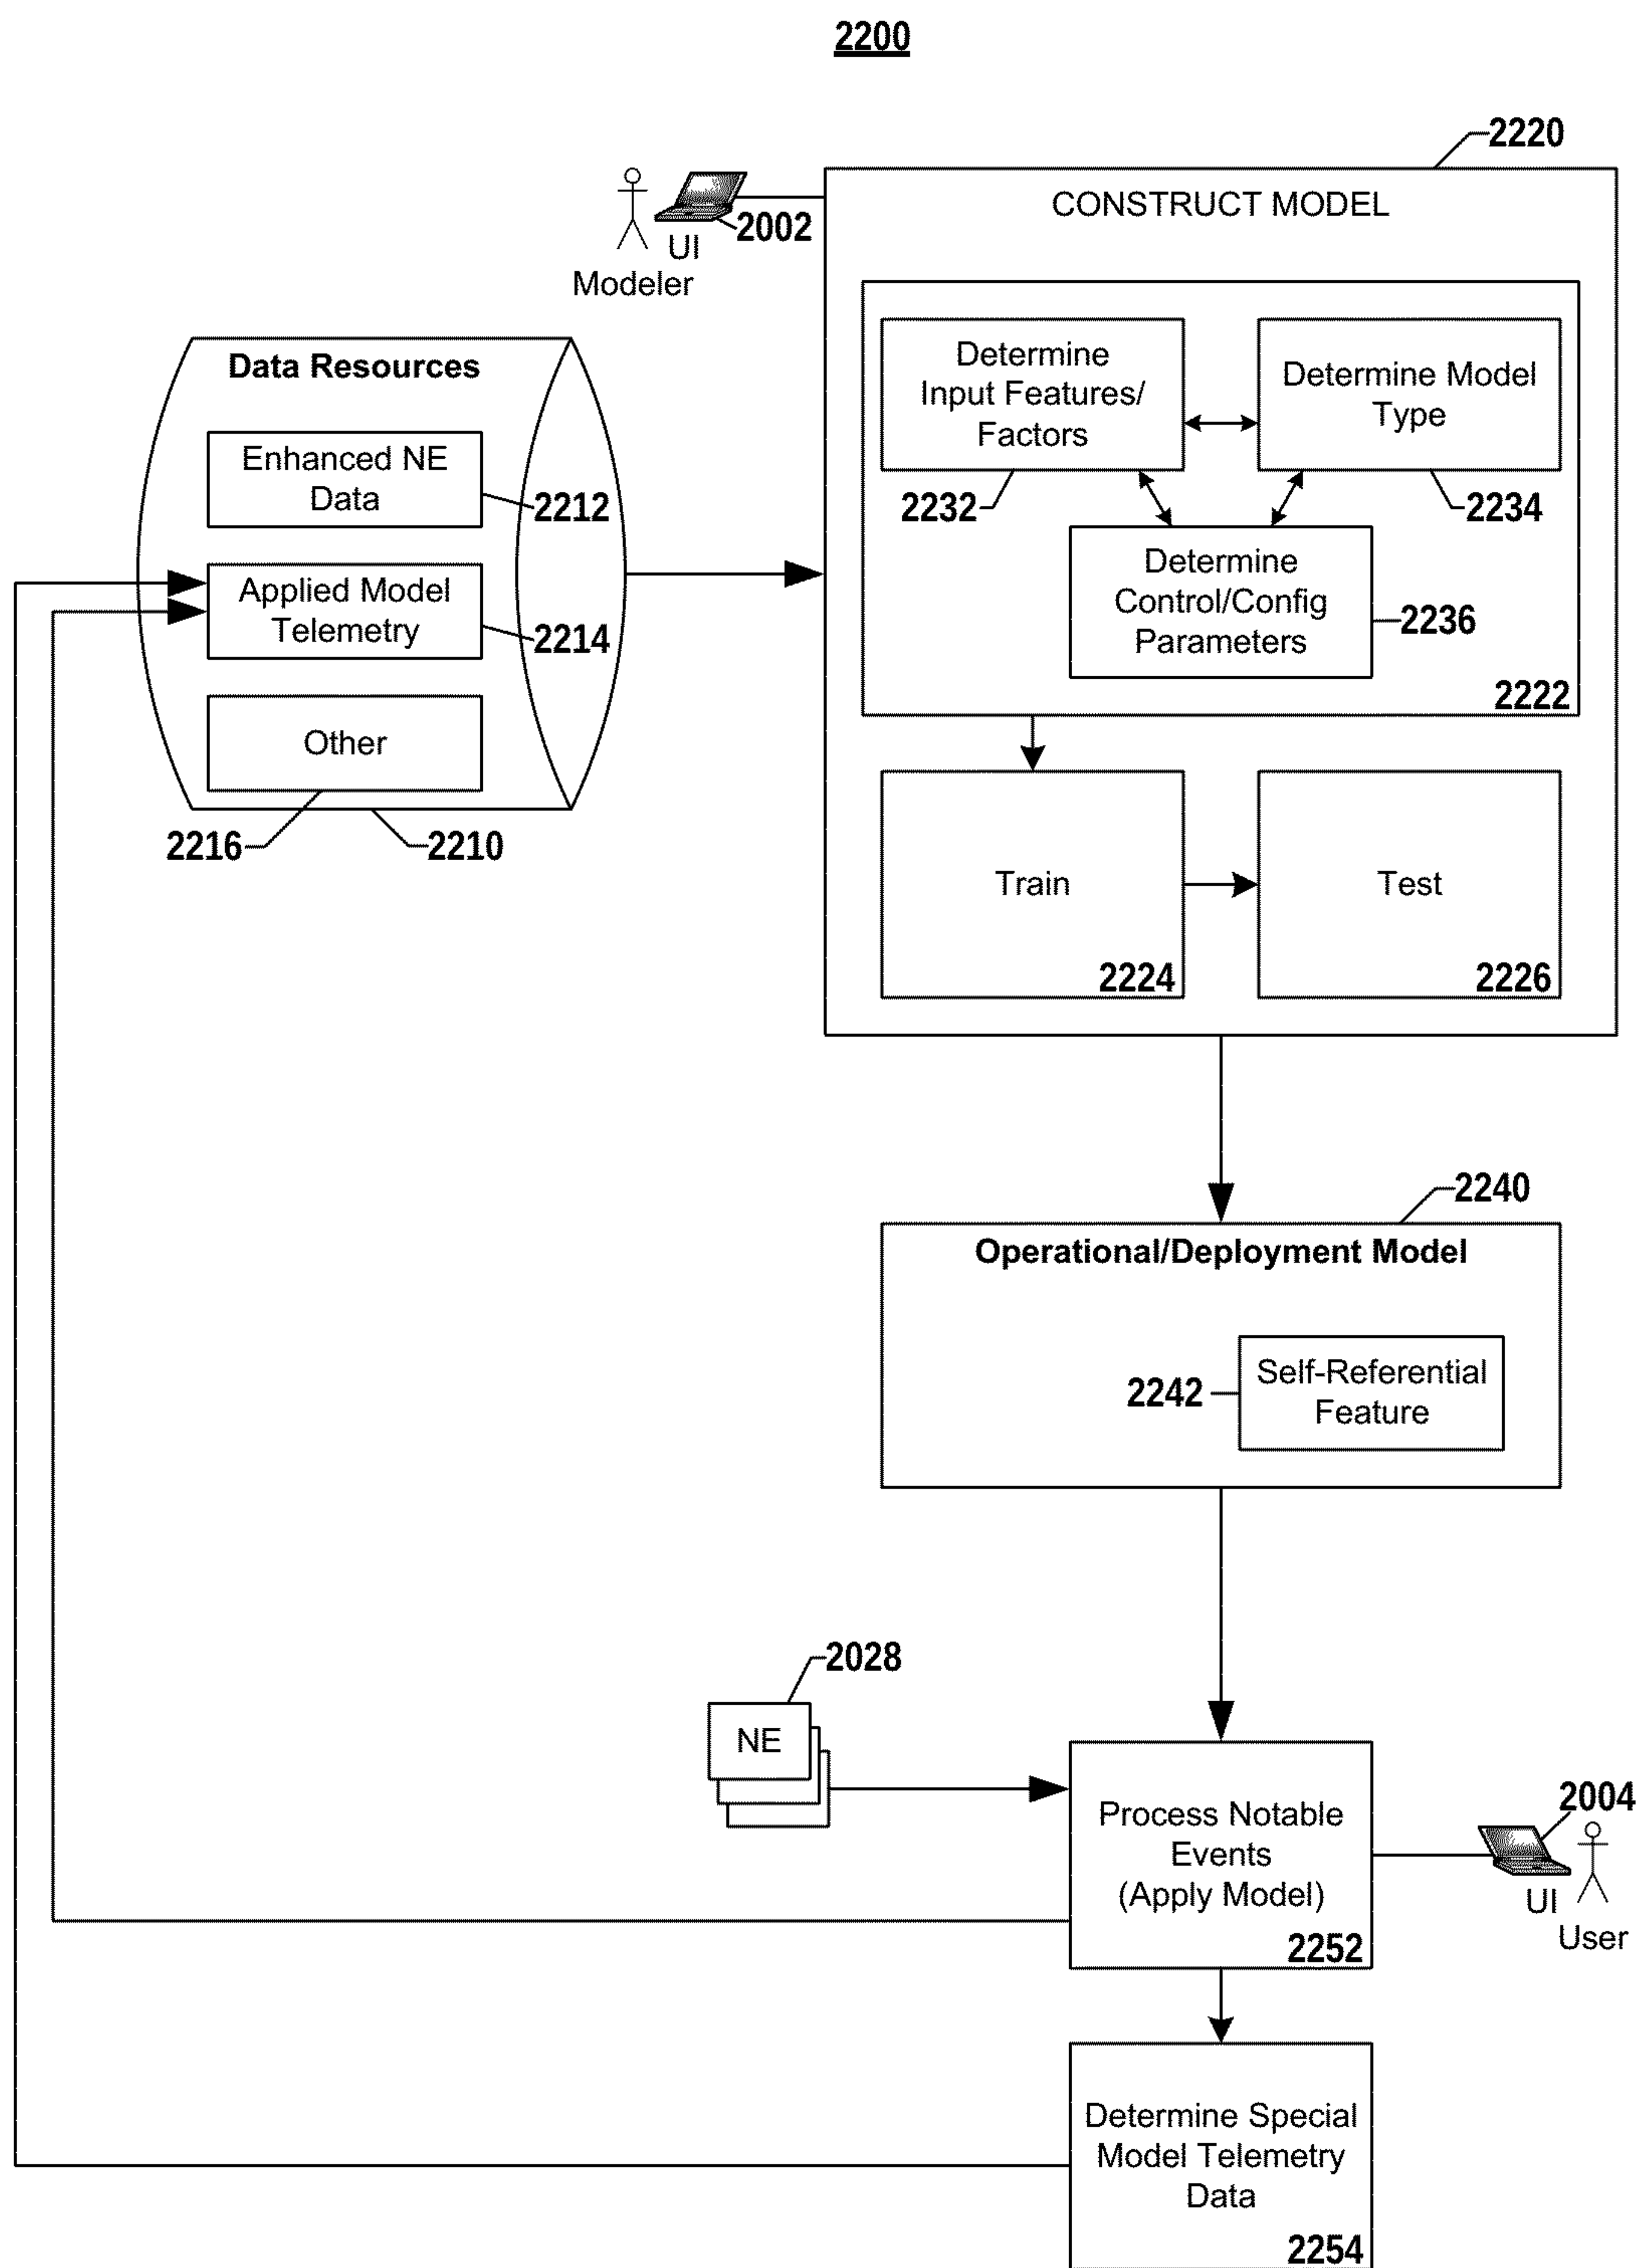 2200
2220
CONSTRUCT MODEL
2002
UI
Modeler
Data Resources
Enhanced NE
Data
2212
Applied Model
Telemetry
2214
Other
2216
2210
Determine
Input Features/
Factors
2232
Determine Model
Type
2234
Determine
Control/Config
Parameters
2236
2222
Train
2224
Test
2226
2240
Operational/Deployment Model
2242
Self-Referential
Feature
2028
NE
Process Notable
Events
(Apply Model)
2252
2004
UI
User
Determine Special
Model Telemetry
Data
2254